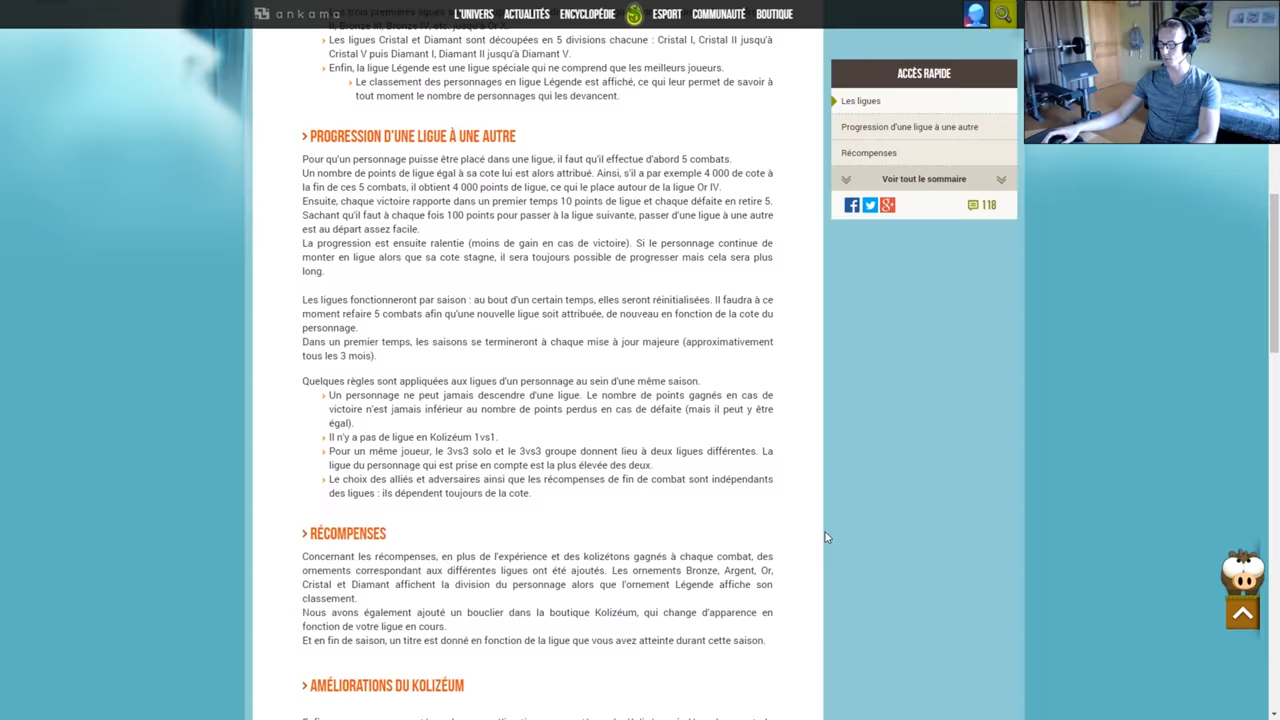 ankama
L'UNIVERS ACTUALITÉS ENCYCLOPÉDIE ESPORT COMMUNAUTÉ BOUTIQUE
Les ligues Cristal et Diamant sont découpées en 5 divisions chacune : Cristal I, Cristal II jusqu'à
Cristal V puis Diamant I, Diamant II jusqu'à Diamant V.
Enfin, la ligue Légende est une ligue spéciale qui ne comprend que les meilleurs joueurs.
Le classement des personnages en ligue Légende est affiché, ce qui leur permet de savoir à
tout moment le nombre de personnages qui les devancent.
PROGRESSION D'UNE LIGUE À UNE AUTRE
Pour qu'un personnage puisse être placé dans une ligue, il faut qu'il effectue d'abord 5 combats.
Un nombre de points de ligue égal à sa cote lui est alors attribué. Ainsi, s'il a par exemple 4 000 de cote à
la fin de ces 5 combats, il obtient 4 000 points de ligue, ce qui le place autour de la ligue Or IV.
Ensuite, chaque victoire rapporte dans un premier temps 10 points de ligue et chaque défaite en retire 5.
Sachant qu'il faut à chaque fois 100 points pour passer à la ligue suivante, passer d'une ligue à une autre
est au départ assez facile.
La progression est ensuite ralentie (moins de gain en cas de victoire). Si le personnage continue de
monter en ligue alors que sa cote stagne, il sera toujours possible de progresser mais cela sera plus
long.
Les ligues fonctionneront par saison : au bout d'un certain temps, elles seront réinitialisées. Il faudra à ce
moment refaire 5 combats afin qu'une nouvelle ligue soit attribuée, de nouveau en fonction de la cote du
personnage.
Dans un premier temps, les saisons se termineront à chaque mise à jour majeure (approximativement
tous les 3 mois).
Quelques règles sont appliquées aux ligues d'un personnage au sein d'une même saison.
Un personnage ne peut jamais descendre d'une ligue. Le nombre de points gagnés en cas de
victoire n'est jamais inférieur au nombre de points perdus en cas de défaite (mais il peut y être
égal).
Il n'y a pas de ligue en Kolizéum 1vs1.
Pour un même joueur, le 3vs3 solo et le 3vs3 groupe donnent lieu à deux ligues différentes. La
ligue du personnage qui est prise en compte est la plus élevée des deux.
Le choix des alliés et adversaires ainsi que les récompenses de fin de combat sont indépendants
des ligues : ils dépendent toujours de la cote.
RÉCOMPENSES
Concernant les récompenses, en plus de l'expérience et des kolizétons gagnés à chaque combat, des
ornements correspondant aux différentes ligues ont été ajoutés. Les ornements Bronze, Argent, Or,
Cristal et Diamant affichent la division du personnage alors que l'ornement Légende affiche son
classement.
Nous avons également ajouté un bouclier dans la boutique Kolizéum, qui change d'apparence en
fonction de votre ligue en cours.
Et en fin de saison, un titre est donné en fonction de la ligue que vous avez atteinte durant cette saison.
AMÉLIORATIONS DU KOLIZÉUM
ACCÈS RAPIDE
Les ligues
Progression d'une ligue à une autre
Récompenses
Voir tout le sommaire
118